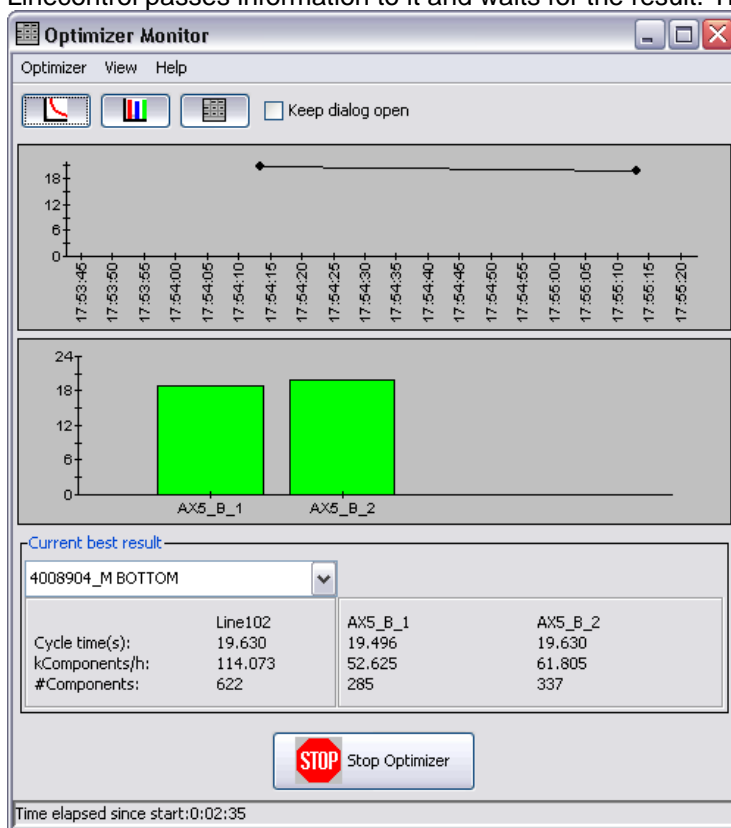 Linecontrol passes information to it and waits for the result. T
Optimizer Monitor
Optimizer View Help
Keep dialog open
18
12
6
0
17:53:45 17:53:50 17:53:55 17:54:00 17:54:05 17:54:10 17:54:15 17:54:20 17:54:25 17:54:30 17:54:35 17:54:40 17:54:45 17:54:50 17:54:55 17:55:00 17:55:05 17:55:10 17:55:15 17:55:20
24
18
12
6
0
AX5_B_1 AX5_B_2
Current best result
4008904_M BOTTOM
Line102 AX5_B_1 AX5_B_2
Cycle time(s): 19.630 19.496 19.630
kComponents/h: 114.073 52.625 61.805
#Components: 622 285 337
STOP Stop Optimizer
Time elapsed since start:0:02:35